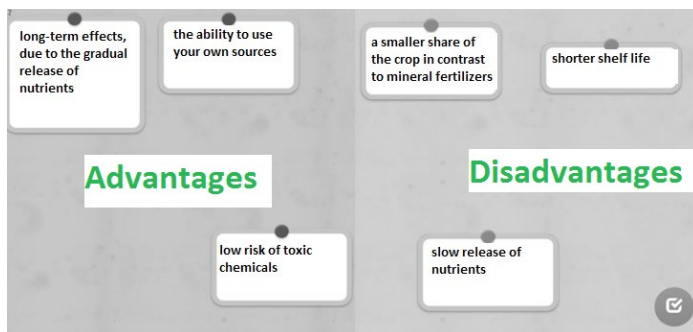 long-term effects,
due to the gradual
release of
nutrients
the ability to use
your own sources
a smaller share of
the crop in contrast
to mineral fertilizers
shorter shelf life
Advantages
Disadvantages
low risk of toxic
chemicals
slow release of
nutrients